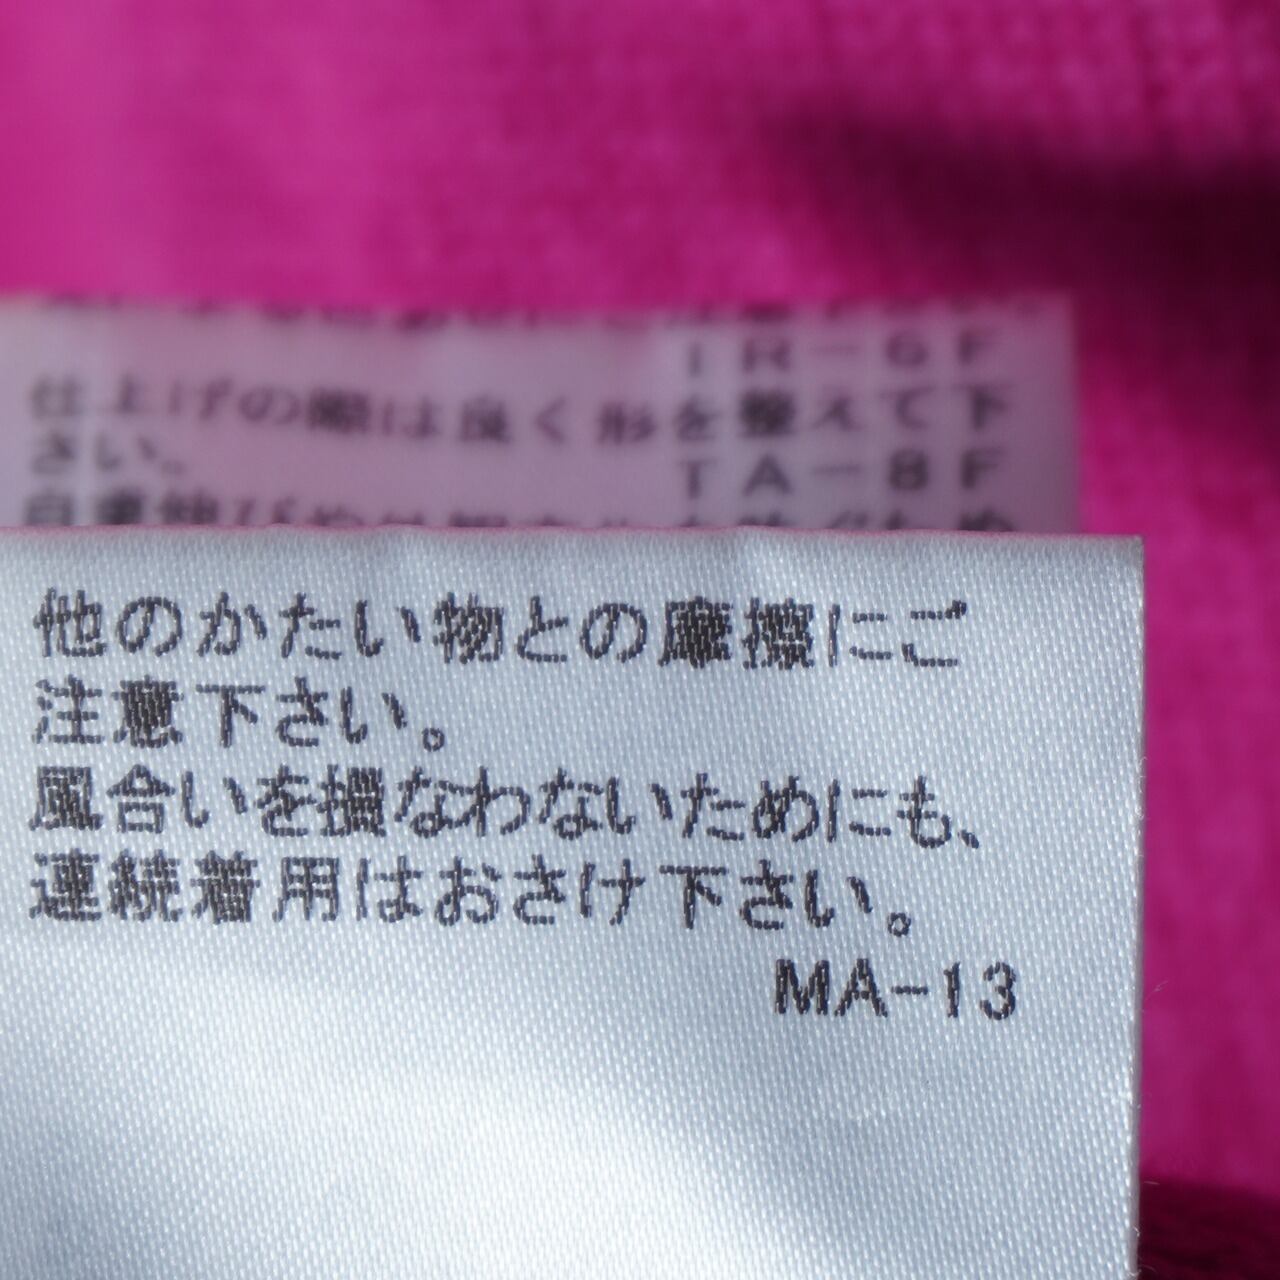 IR-6F
仕上げの際は良く形を整えて下
さい。
TA-8F
他のかたい物との摩擦にご
注意下さい。
風合いを損なわないためにも、
連続着用はおさけ下さい。
MA-13